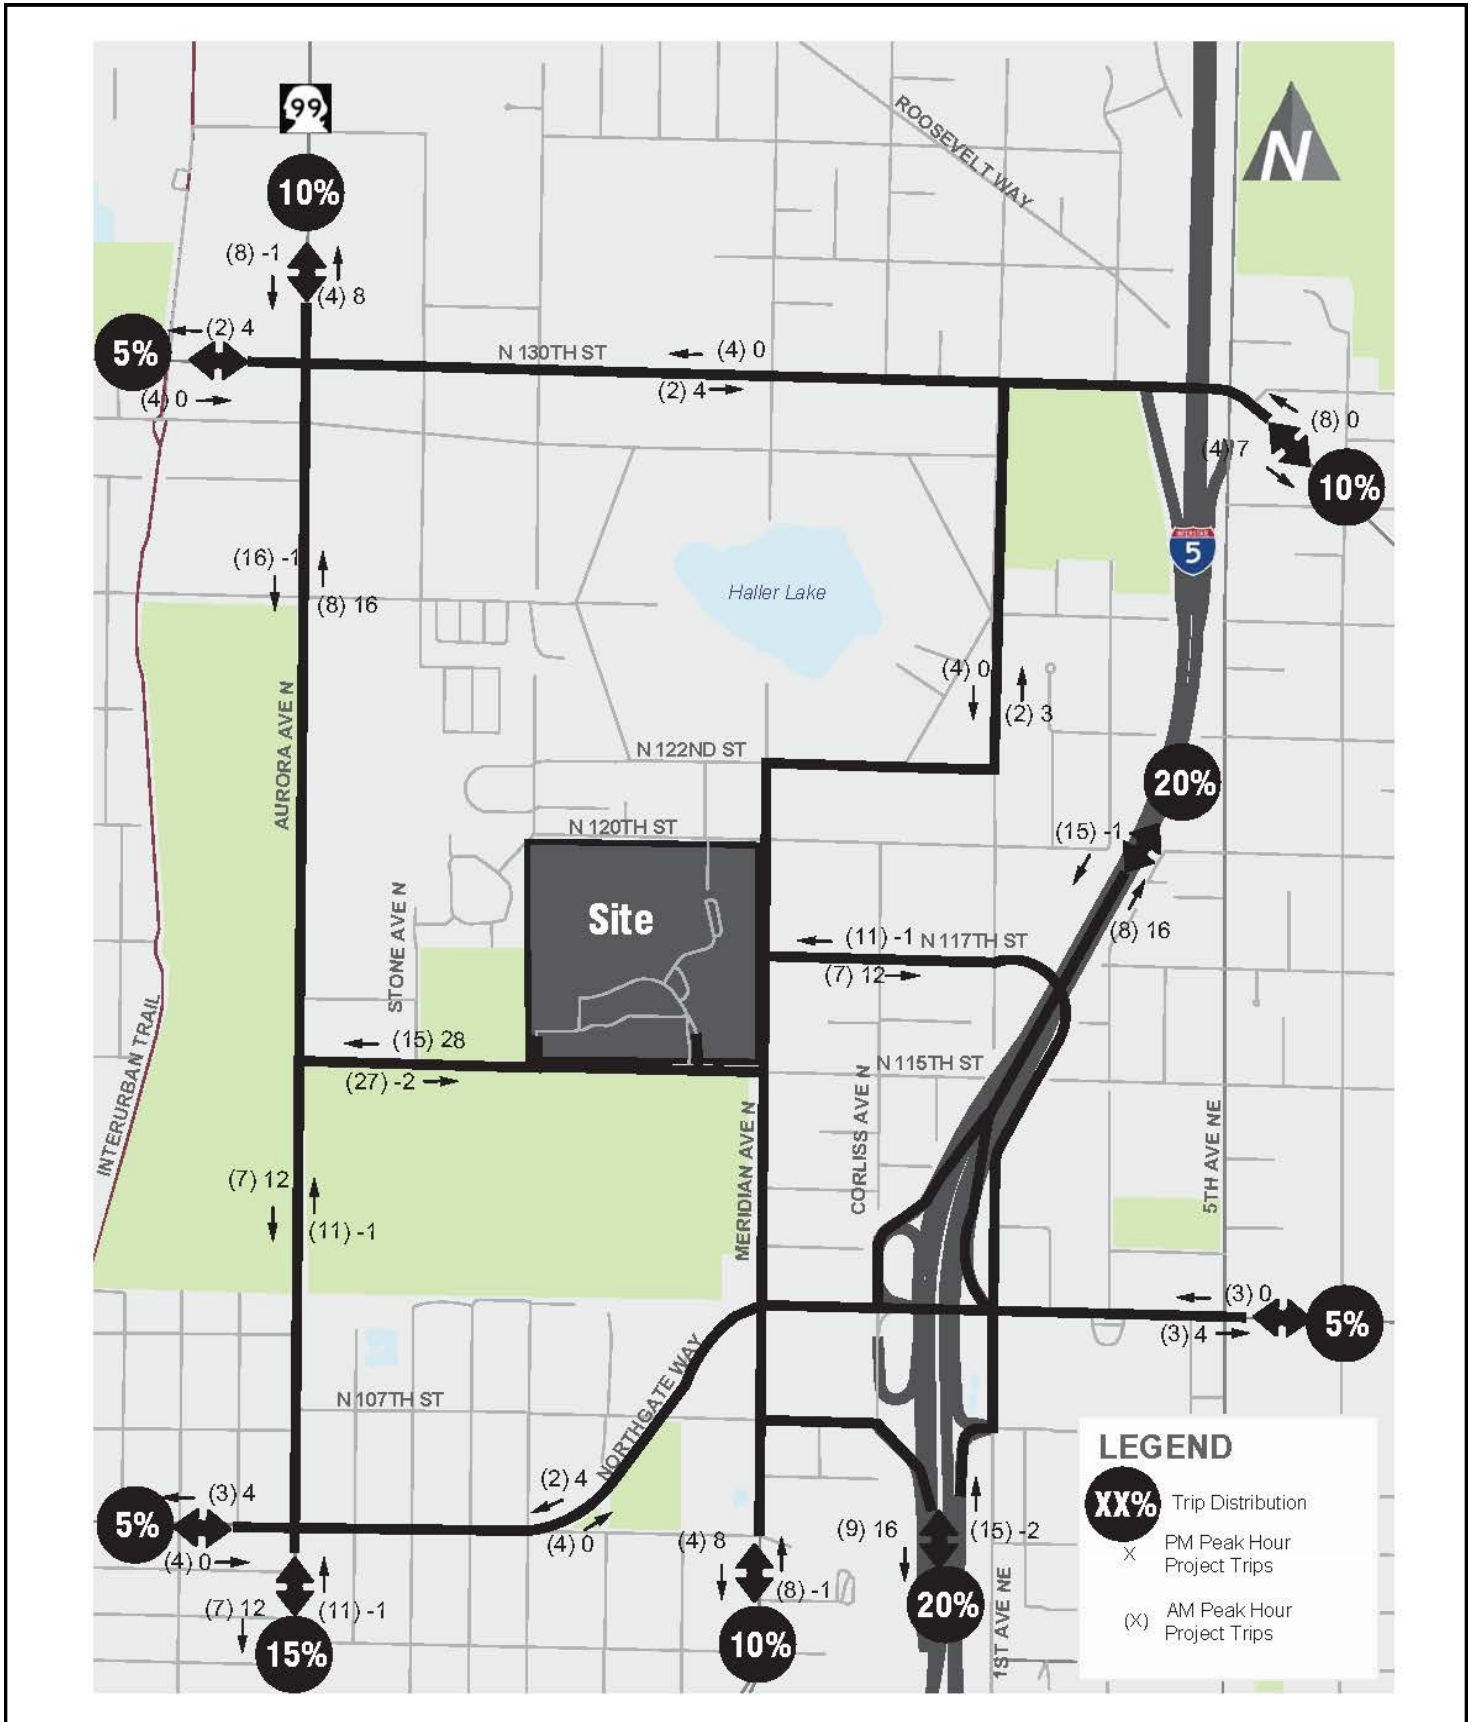 99
10%
ROOSEVELT WAY
N
(8) -1
(4) 8
(2) 4
5%
N 130TH ST
(4) 0
(2) 4
(4) 0
(8) 0
(4) 7
10%
INTERSTATE
5
(16) -1
(8) 16
Haller Lake
(4) 0
(2) 3
AURORA AVE N
N 122ND ST
20%
N 120TH ST
(15) -1
STONE AVE N
Site
(11) -1
N 117TH ST
(8) 16
(7) 12
INTERURBAN TRAIL
(15) 28
(27) -2
N 115TH ST
CORLISS AVE N
MERIDIAN AVE N
5TH AVE NE
(7) 12
(11) -1
(3) 0
5%
(3) 4
N 107TH ST
NORTHGATE WAY
LEGEND
XX% Trip Distribution
X PM Peak Hour
Project Trips
(X) AM Peak Hour
Project Trips
(3) 4
(2) 4
5%
(4) 0
(4) 0
(4) 8
(9) 16
(15) -2
(8) -1
1ST AVE NE
(7) 12
(11) -1
20%
15%
10%